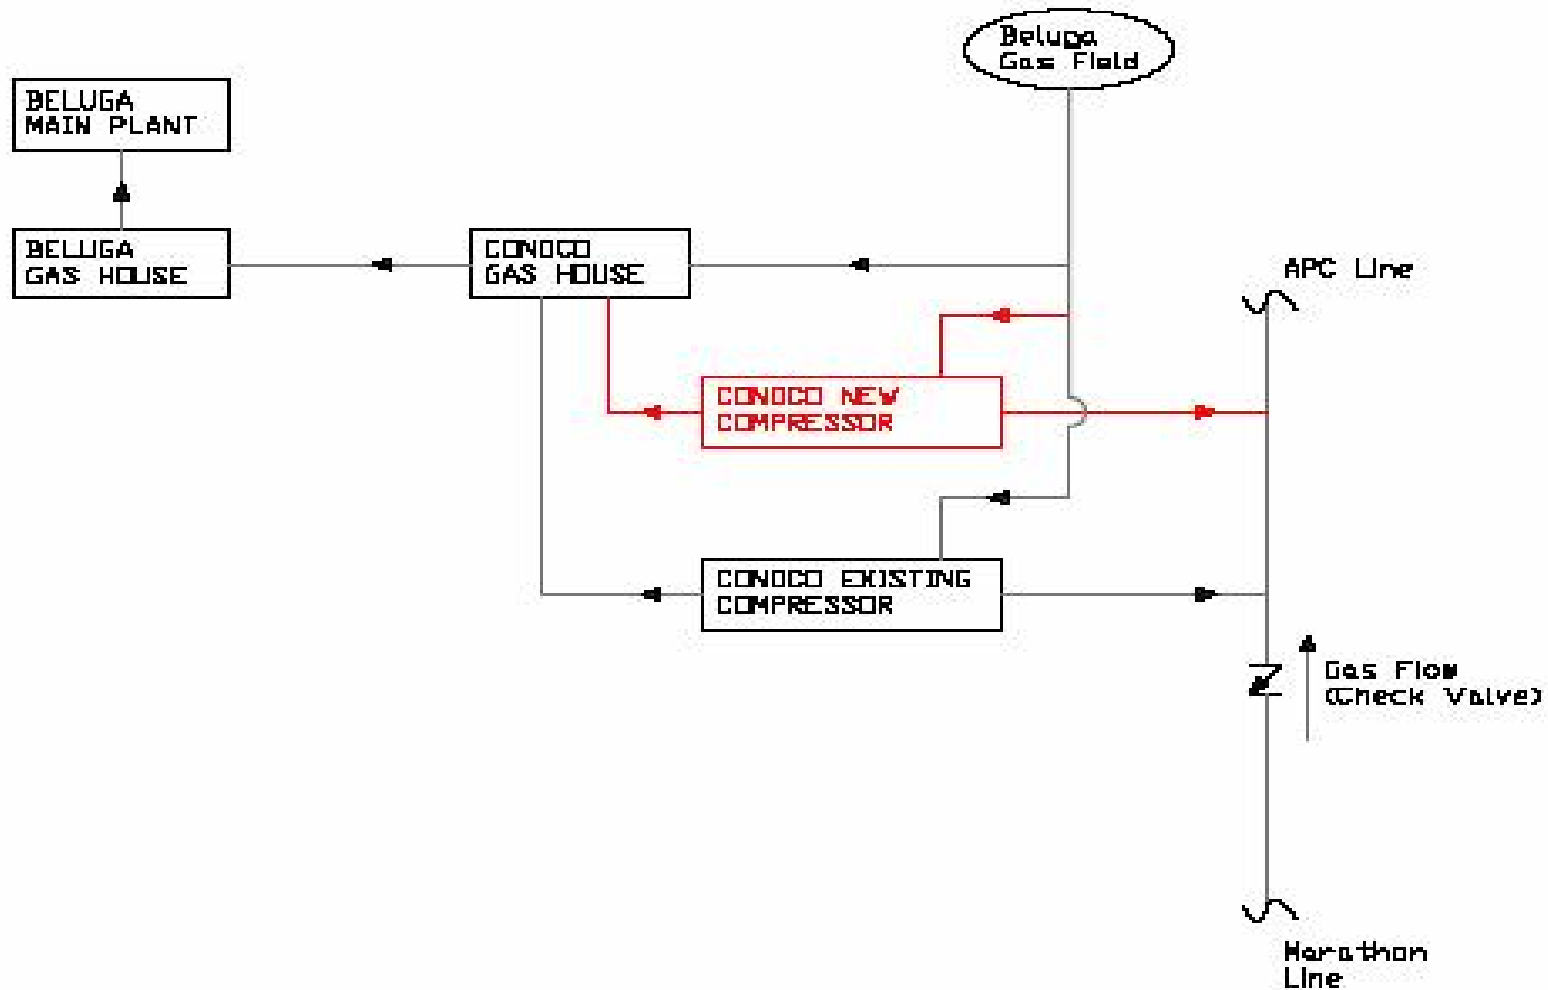 Beluga
Gas Field
BELUGA
MAIN PLANT
BELUGA
GAS HOUSE
CONOCO
GAS HOUSE
APC Line
CONOCO NEW
COMPRESSOR
CONOCO EXISTING
COMPRESSOR
Gas Flow
(Check Valve)
Marathon
Line